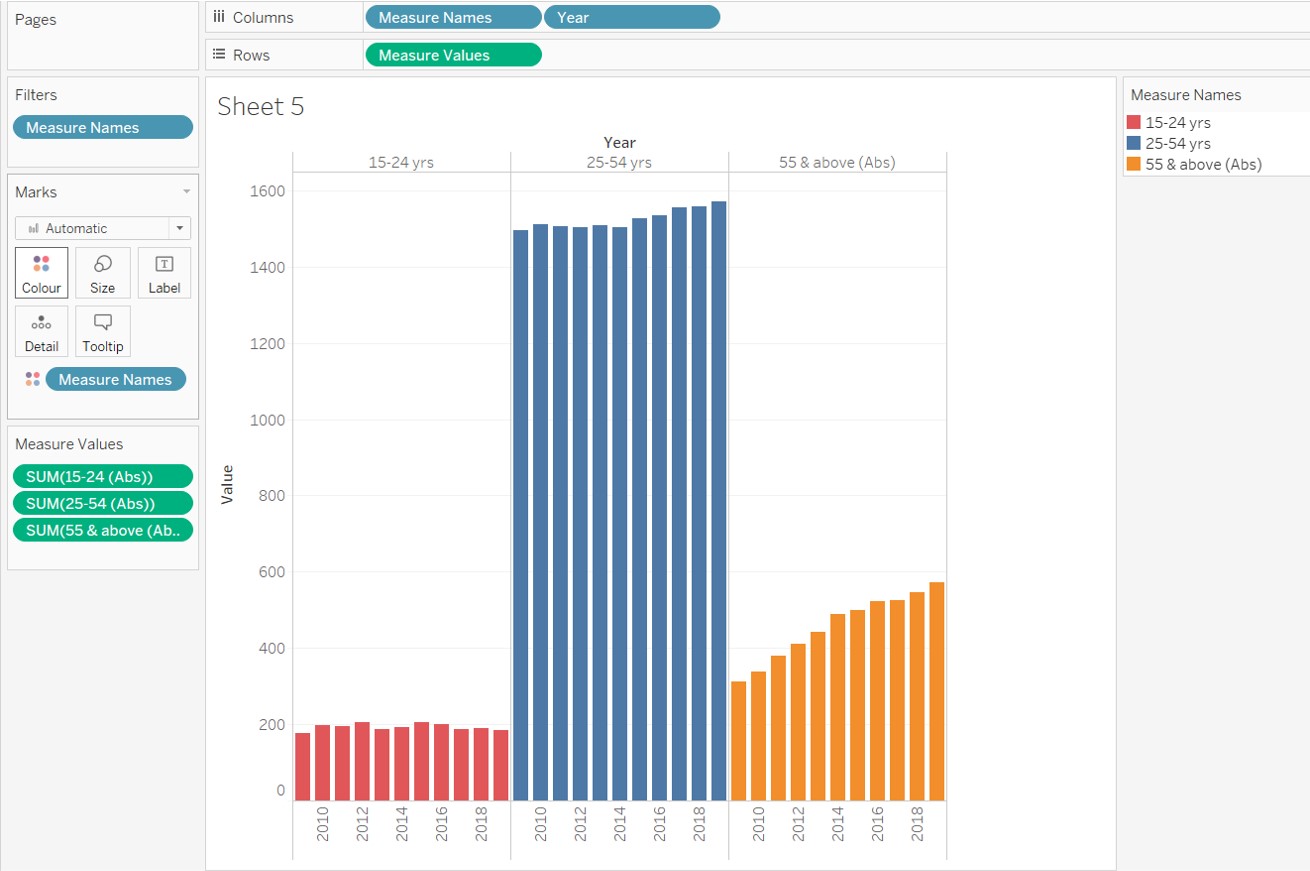 Pages
Columns
Measure Names
Year
Rows
Measure Values
Filters
Measure Names
Marks
Automatic
Colour
Size
Label
Detail
Tooltip
Measure Names
Measure Values
SUM(15-24 (Abs))
SUM(25-54 (Abs))
SUM(55 & above (Ab..
Sheet 5
Year
15-24 yrs
25-54 yrs
55 & above (Abs)
Value
1600
1400
1200
1000
800
600
400
200
0
2010
2012
2014
2016
2018
2010
2012
2014
2016
2018
2010
2012
2014
2016
2018
Measure Names
15-24 yrs
25-54 yrs
55 & above (Abs)